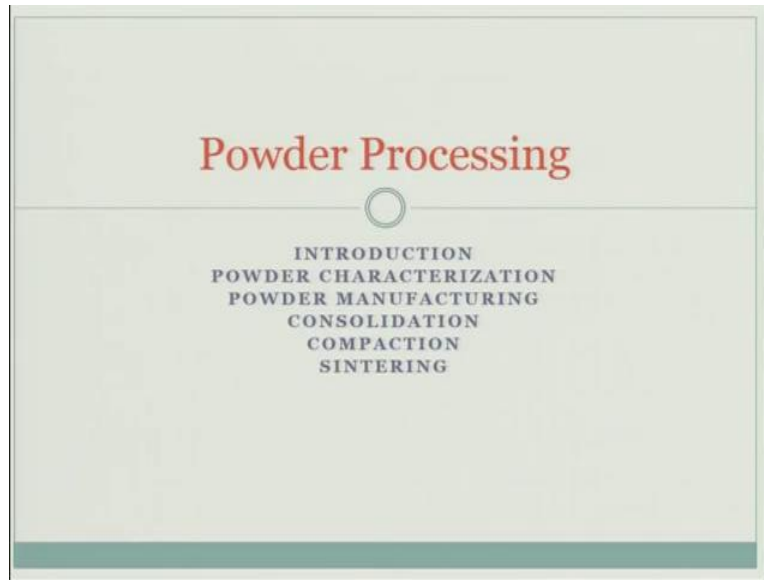 Powder Processing
INTRODUCTION
POWDER CHARACTERIZATION
POWDER MANUFACTURING
CONSOLIDATION
COMPACTION
SINTERING